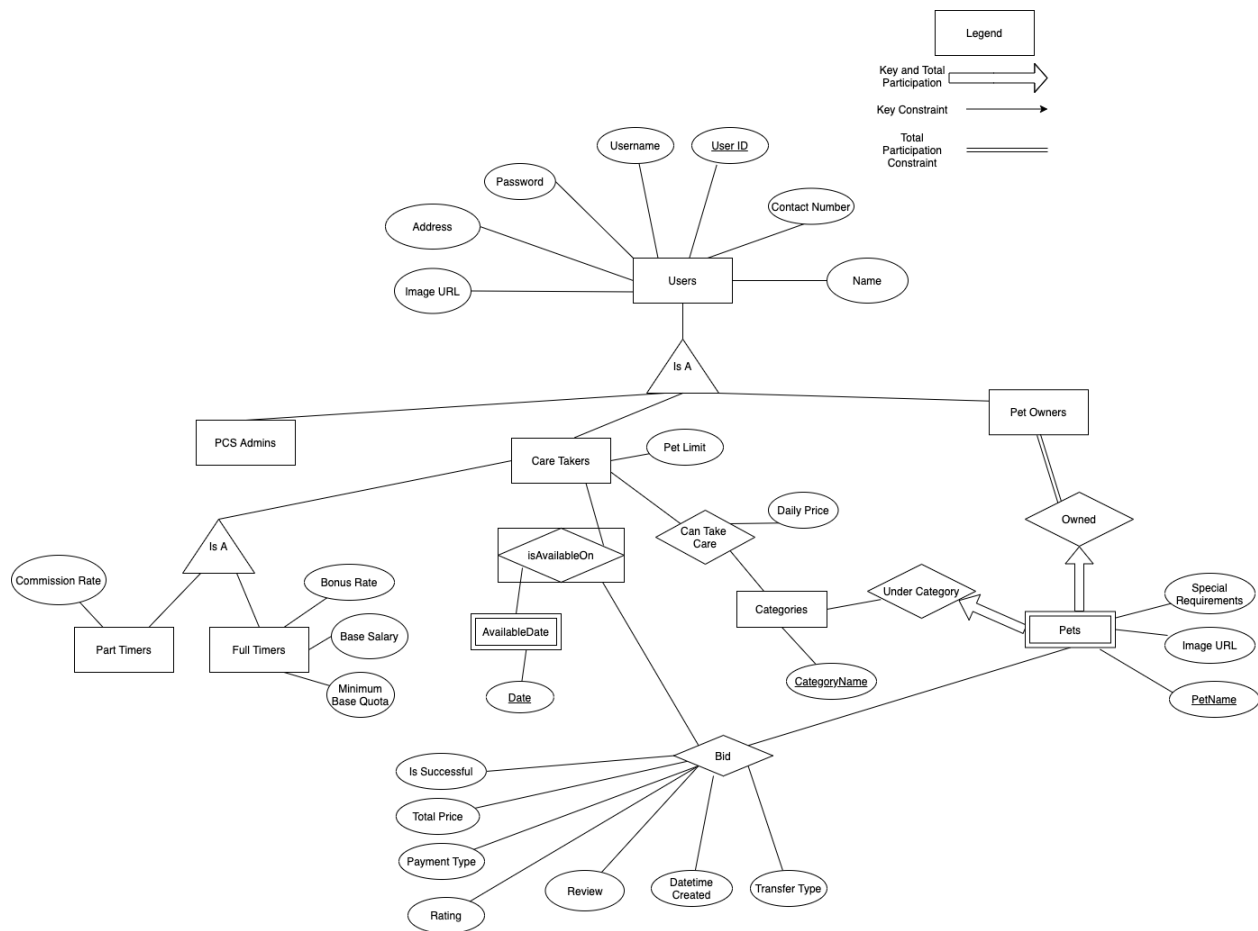 Legend
Key and Total
Participation
Key Constraint
Total
Participation
Constraint
Username
User ID
Password
Contact Number
Address
Users
Name
Image URL
Is A
PCS Admins
Care Takers
Pet Limit
Pet Owners
Daily Price
Owned
Can Take
Care
Is A
isAvailableOn
Commission Rate
Bonus Rate
Under Category
Special
Requirements
Categories
AvailableDate
Pets
Part Timers
Full Timers
Base Salary
Image URL
CategoryName
Minimum
Base Quota
Date
PetName
Bid
Is Successful
Total Price
Payment Type
Review
Datetime
Created
Transfer Type
Rating